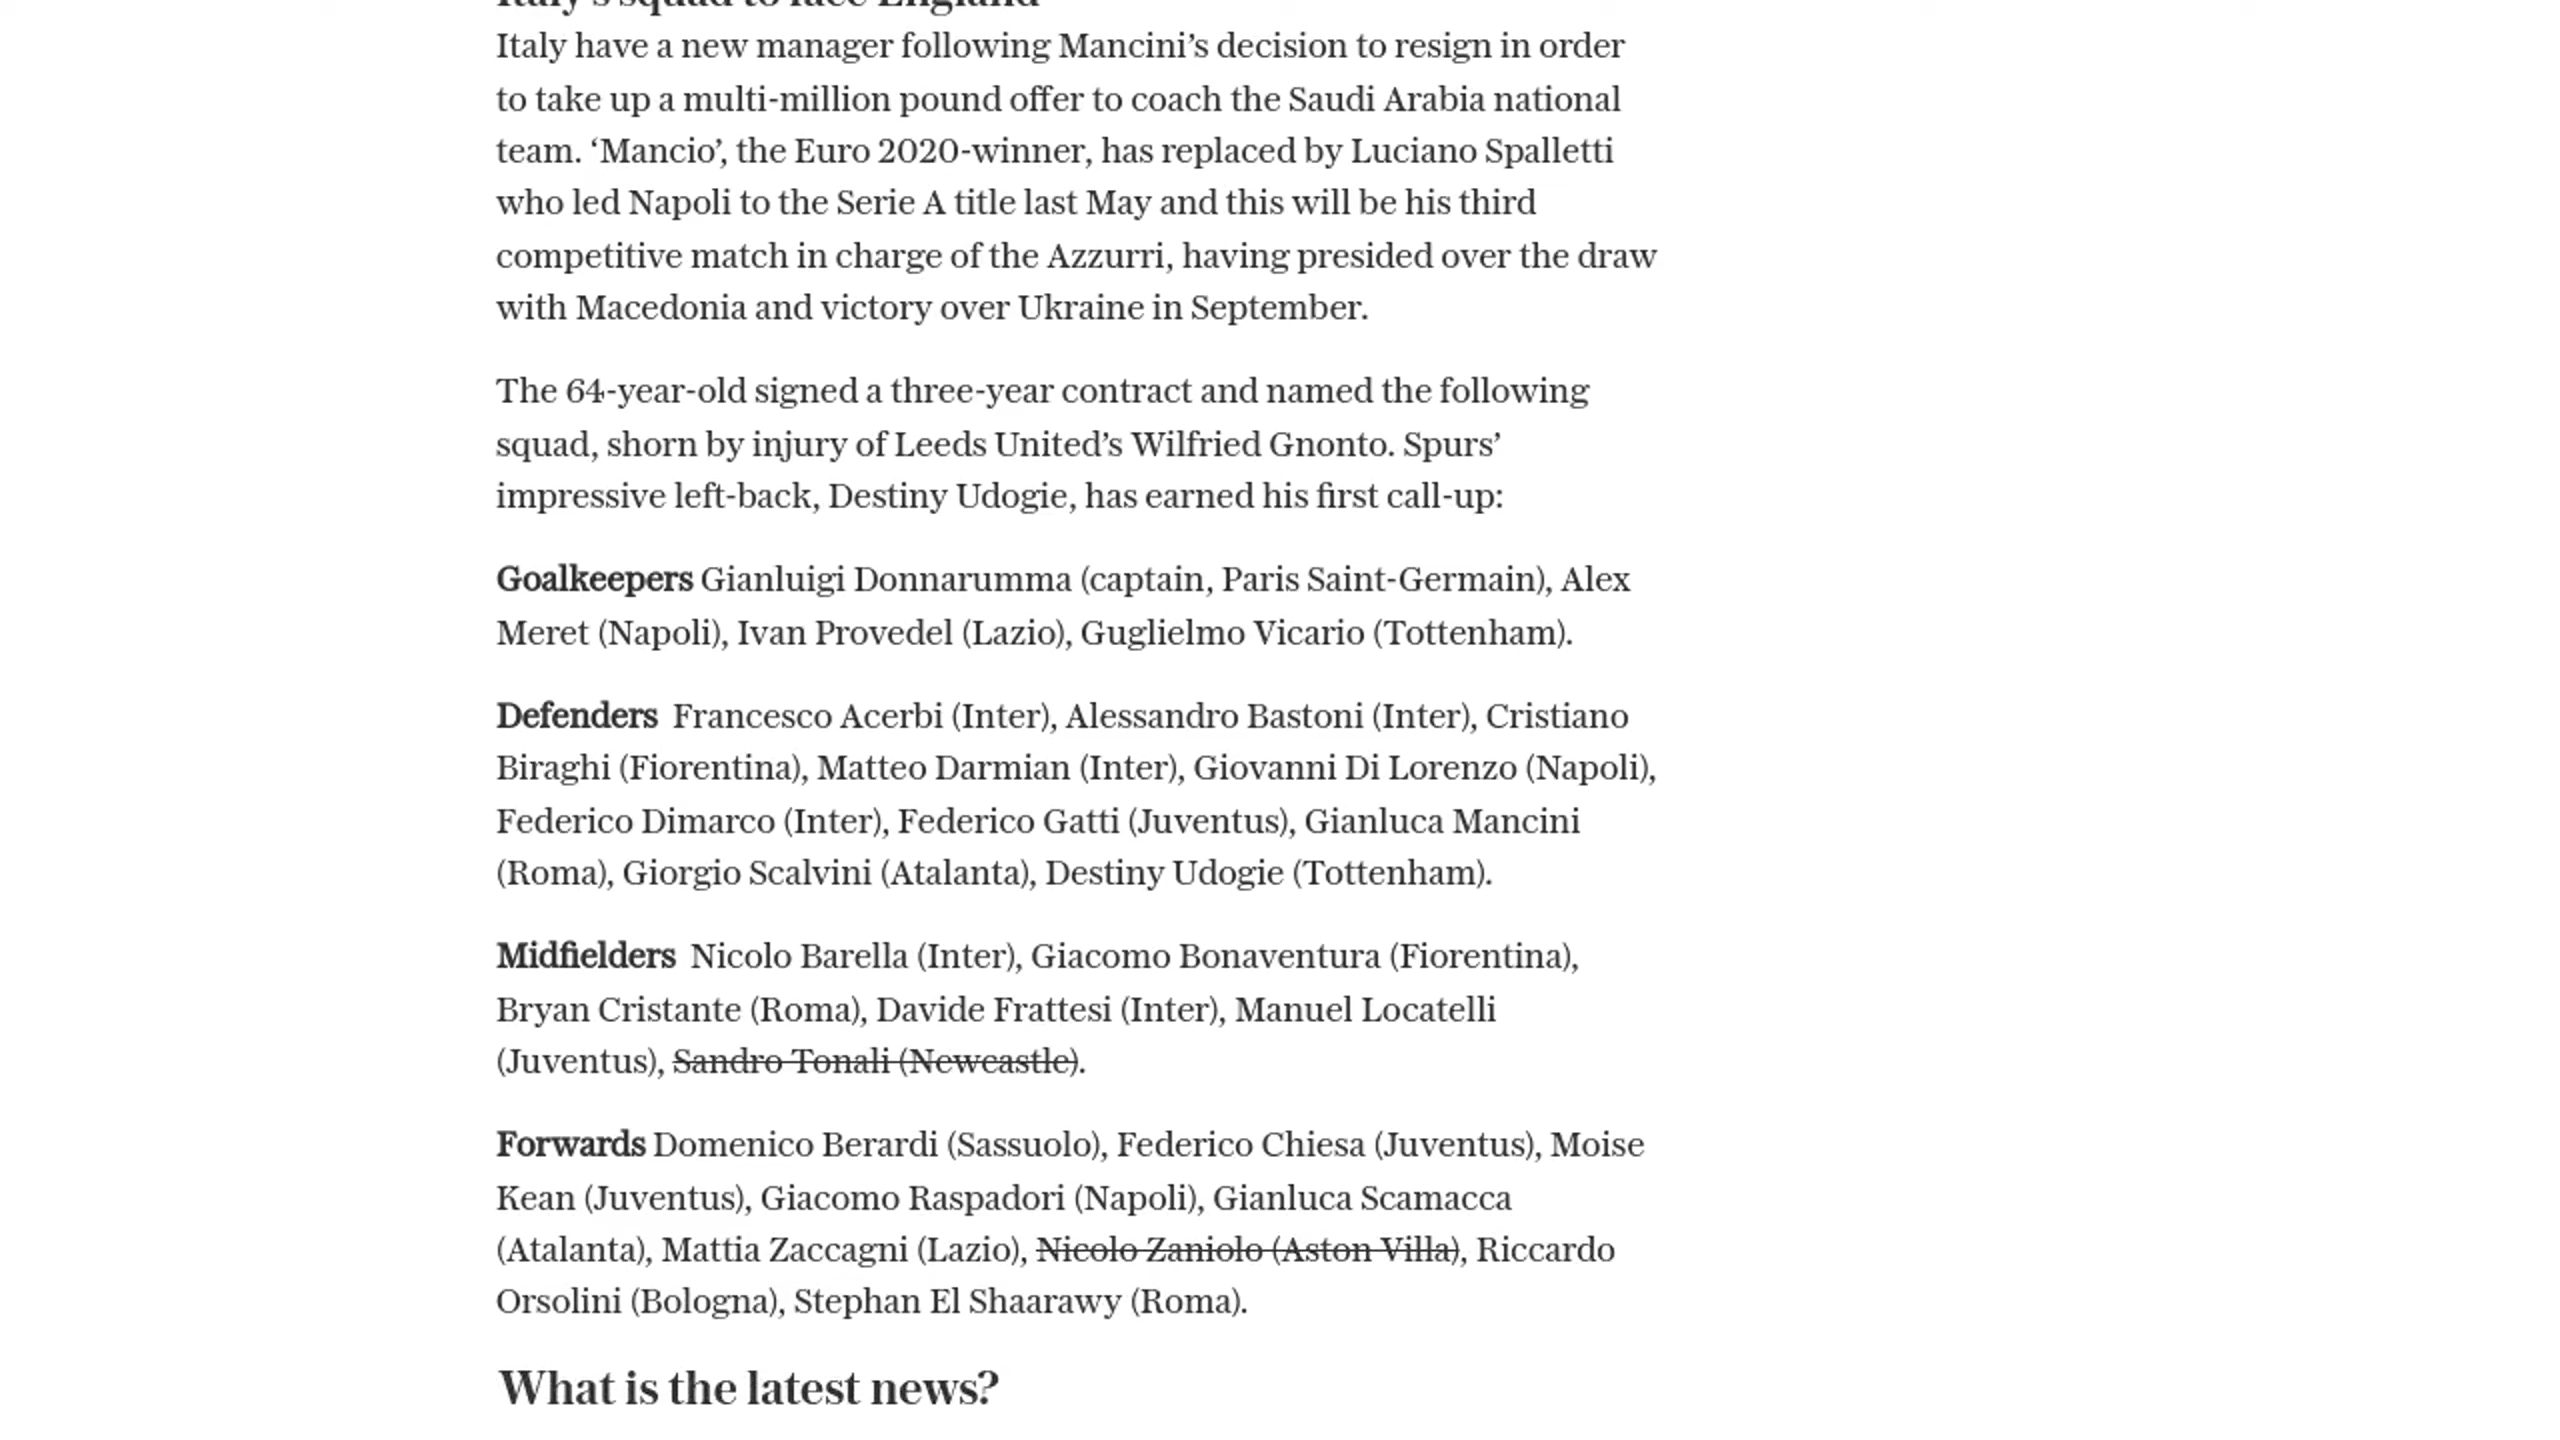 Italy's squad to face England
Italy have a new manager following Mancini’s decision to resign in order
to take up a multi-million pound offer to coach the Saudi Arabia national
team. ‘Mancio’, the Euro 2020-winner, has replaced by Luciano Spalletti
who led Napoli to the Serie A title last May and this will be his third
competitive match in charge of the Azzurri, having presided over the draw
with Macedonia and victory over Ukraine in September.
The 64-year-old signed a three-year contract and named the following
squad, shorn by injury of Leeds United’s Wilfried Gnonto. Spurs’
impressive left-back, Destiny Udogie, has earned his first call-up:
Goalkeepers Gianluigi Donnarumma (captain, Paris Saint-Germain), Alex
Meret (Napoli), Ivan Provedel (Lazio), Guglielmo Vicario (Tottenham).
Defenders Francesco Acerbi (Inter), Alessandro Bastoni (Inter), Cristiano
Biraghi (Fiorentina), Matteo Darmian (Inter), Giovanni Di Lorenzo (Napoli),
Federico Dimarco (Inter), Federico Gatti (Juventus), Gianluca Mancini
(Roma), Giorgio Scalvini (Atalanta), Destiny Udogie (Tottenham).
Midfielders Nicolo Barella (Inter), Giacomo Bonaventura (Fiorentina),
Bryan Cristante (Roma), Davide Frattesi (Inter), Manuel Locatelli
(Juventus), Sandro Tonali (Newcastle).
Forwards Domenico Berardi (Sassuolo), Federico Chiesa (Juventus), Moise
Kean (Juventus), Giacomo Raspadori (Napoli), Gianluca Scamacca
(Atalanta), Mattia Zaccagni (Lazio), Nicolo Zaniolo (Aston Villa), Riccardo
Orsolini (Bologna), Stephan El Shaarawy (Roma).
What is the latest news?